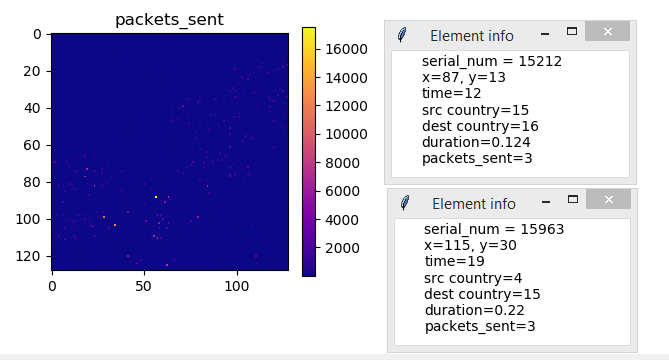 packets_sent
0
20
40
60
80
100
120
0
50
100
16000
14000
12000
10000
8000
6000
4000
2000
Element info
serial_num = 15212
x=87, y=13
time=12
src country=15
dest country=16
duration=0.124
packets_sent=3
Element info
serial_num = 15963
x=115, y=30
time=19
src country=4
dest country=15
duration=0.22
packets_sent=3